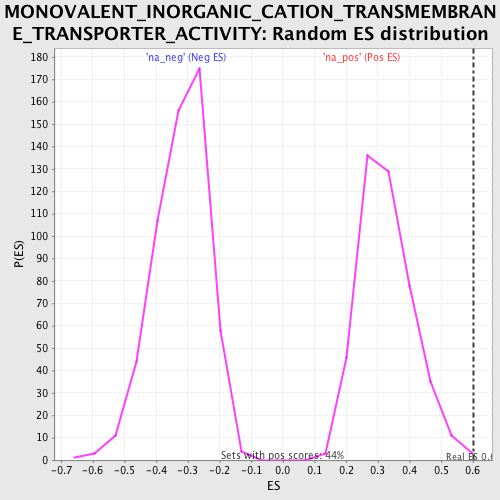 MONOVALENT_INORGANIC_CATION_TRANSMEMBRAN
E_TRANSPORTER_ACTIVITY: Random ES distribution
'na_neg' (Neg ES) 'na_pos' (Pos ES)
180
170
160
150
140
130
120
110
100
90
80
70
60
50
40
30
20
10
0
P(ES)
Sets with pos scores: 44%
Real ES 0.6
-0.7 -0.6 -0.5 -0.4 -0.3 -0.2 -0.1 0.0 0.1 0.2 0.3 0.4 0.5 0.6
ES